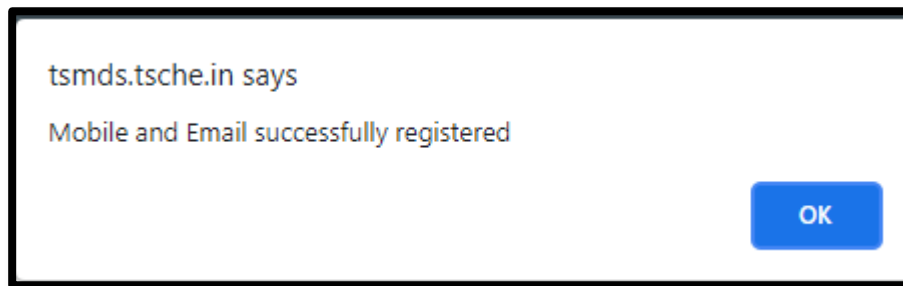 tsmds.tsche.in says
Mobile and Email successfully registered
OK